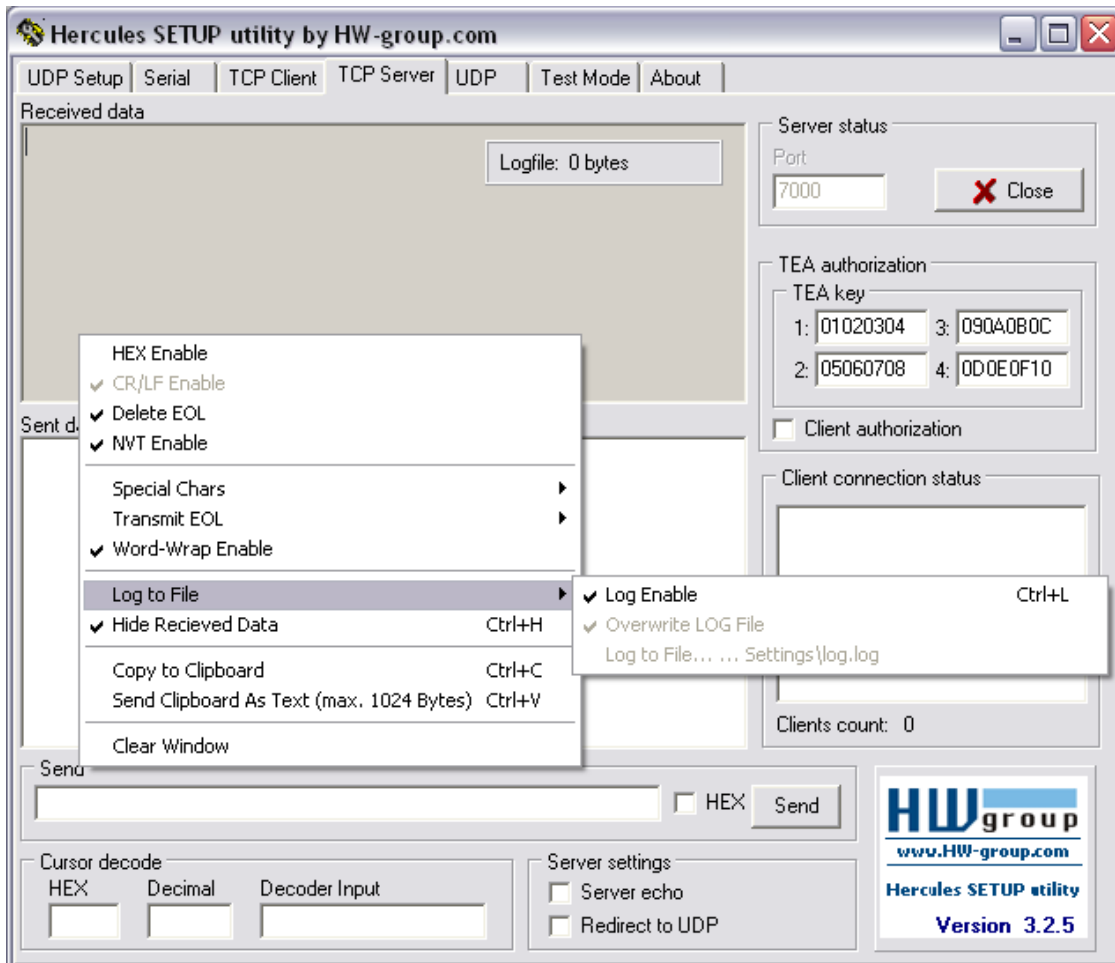 Hercules SETUP utility by HW-group.com
UDP Setup Serial TCP Client TCP Server UDP Test Mode About
Received data
Logfile: 0 bytes
Server status
Port
7000 Close
TEA authorization
TEA key
1: 01020304 3: 090A0B0C
2: 05060708 4: 0D0E0F10
Client authorization
Sent
HEX Enable
CR/LF Enable
Delete EOL
NVT Enable
Special Chars
Transmit EOL
Word-Wrap Enable
Log to File
Hide Recieved Data Ctrl+H
Copy to Clipboard Ctrl+C
Send Clipboard As Text (max. 1024 Bytes) Ctrl+V
Clear Window
Log Enable Ctrl+L
Overwrite LOG File
Log to File... ... Settings\log.log
Client connection status
Clients count: 0
Send
HEX Send
Cursor decode
HEX Decimal Decoder Input
Server settings
Server echo
Redirect to UDP
HWgroup
www.HW-group.com
Hercules SETUP utility
Version 3.2.5